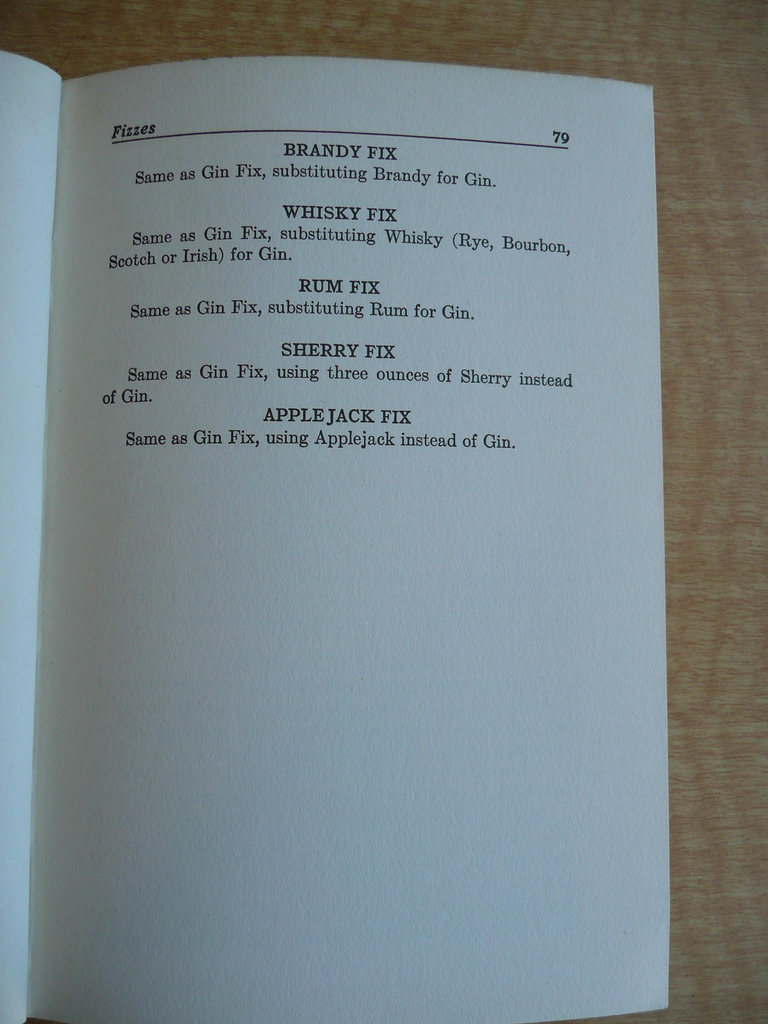 Fizzes 79
BRANDY FIX
Same as Gin Fix, substituting Brandy for Gin.
WHISKY FIX
Same as Gin Fix, substituting Whisky (Rye, Bourbon,
Scotch or Irish) for Gin.
RUM FIX
Same as Gin Fix, substituting Rum for Gin.
SHERRY FIX
Same as Gin Fix, using three ounces of Sherry instead
of Gin.
APPLEJACK FIX
Same as Gin Fix, using Applejack instead of Gin.